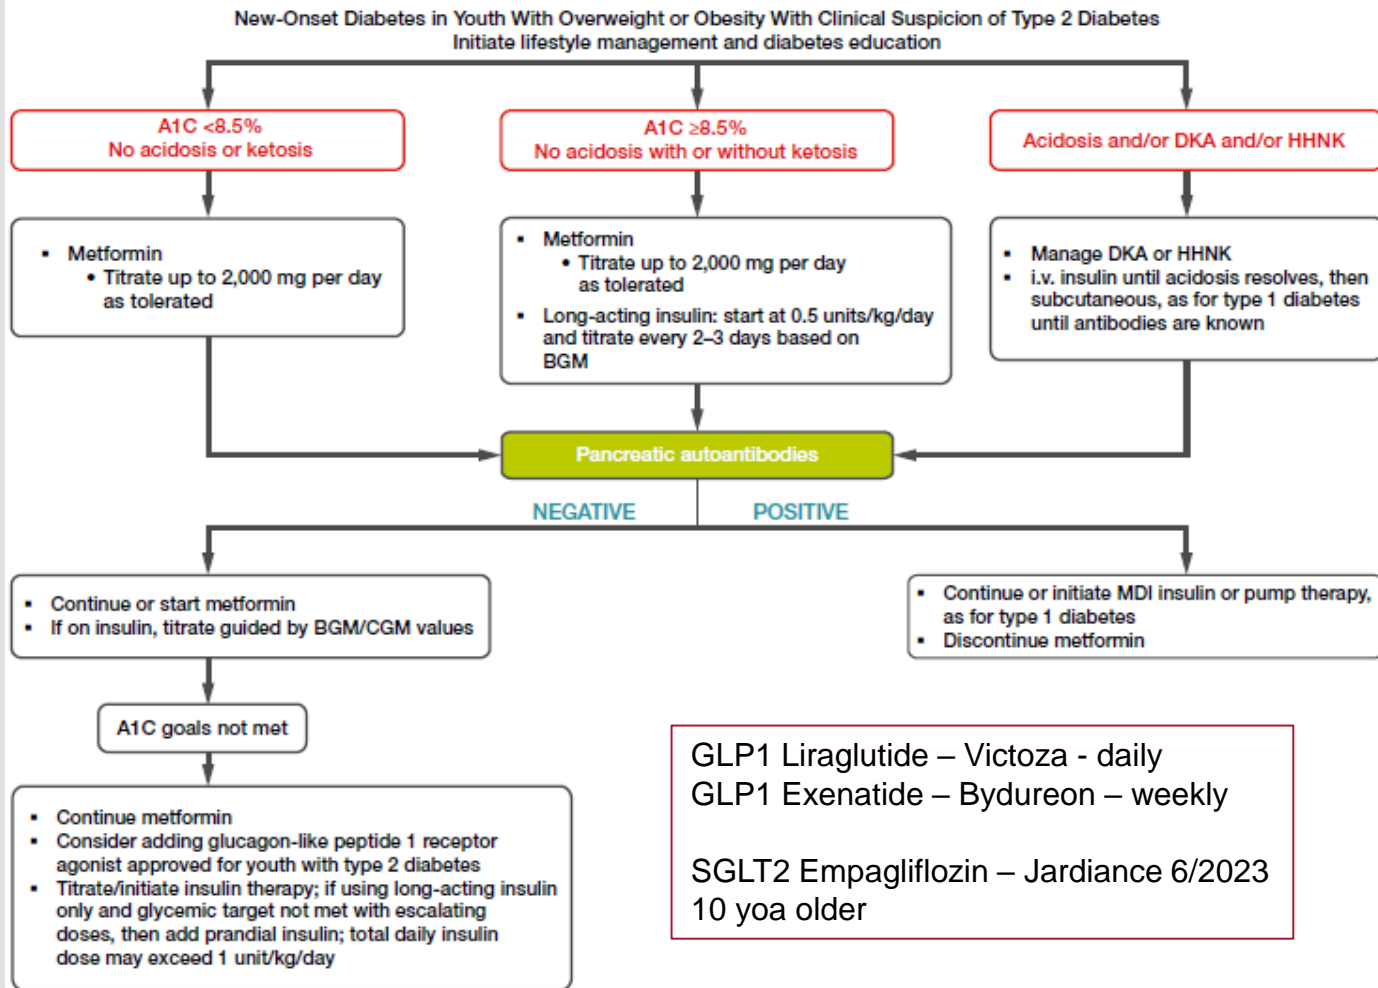 New-Onset Diabetes in Youth With Overweight or Obesity With Clinical Suspicion of Type 2 Diabetes
Initiate lifestyle management and diabetes education
A1C <8.5%
No acidosis or ketosis
A1C ≥8.5%
No acidosis with or without ketosis
Acidosis and/or DKA and/or HHNK
▪ Metformin
• Titrate up to 2,000 mg per day
as tolerated
▪ Metformin
• Titrate up to 2,000 mg per day
as tolerated
▪ Long-acting insulin: start at 0.5 units/kg/day
and titrate every 2–3 days based on
BGM
▪ Manage DKA or HHNK
▪ i.v. insulin until acidosis resolves, then
subcutaneous, as for type 1 diabetes
until antibodies are known
Pancreatic autoantibodies
NEGATIVE
POSITIVE
▪ Continue or start metformin
▪ If on insulin, titrate guided by BGM/CGM values
▪ Continue or initiate MDI insulin or pump therapy,
as for type 1 diabetes
▪ Discontinue metformin
A1C goals not met
▪ Continue metformin
▪ Consider adding glucagon-like peptide 1 receptor
agonist approved for youth with type 2 diabetes
▪ Titrate/initiate insulin therapy; if using long-acting insulin
only and glycemic target not met with escalating
doses, then add prandial insulin; total daily insulin
dose may exceed 1 unit/kg/day
GLP1 Liraglutide – Victoza - daily
GLP1 Exenatide – Bydureon – weekly
SGLT2 Empagliflozin – Jardiance 6/2023
10 yoa older